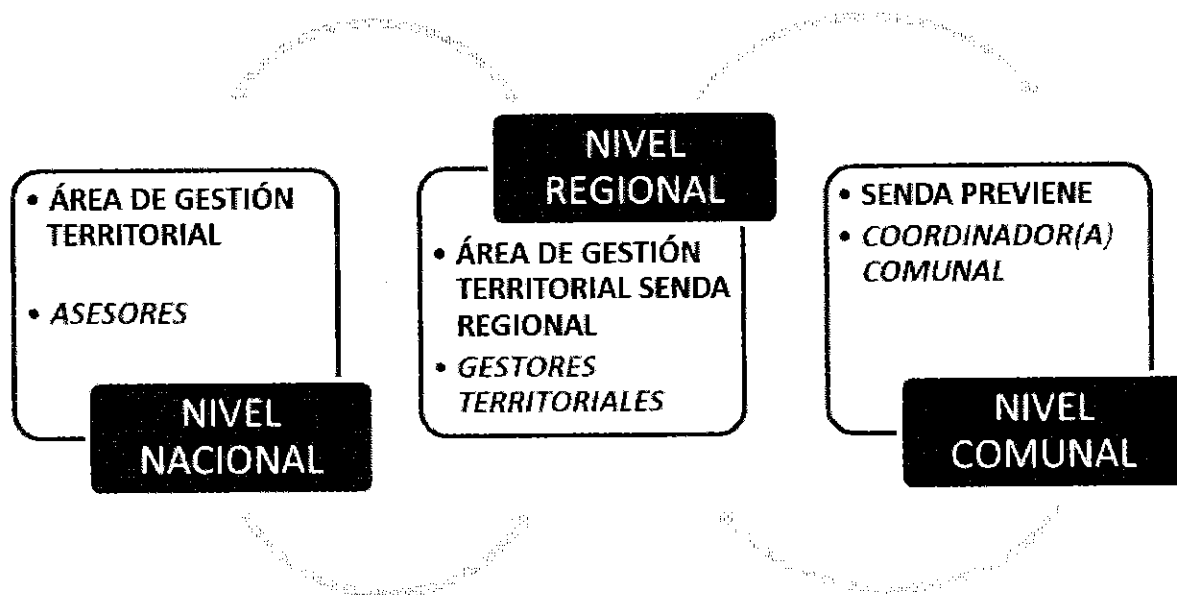 • ÁREA DE GESTIÓN
TERRITORIAL
• ASESORES
NIVEL
NACIONAL
NIVEL
REGIONAL
• ÁREA DE GESTIÓN
TERRITORIAL SENDA
REGIONAL
• GESTORES
TERRITORIALES
• SENDA PREVIENE
• COORDINADOR(A)
COMUNAL
NIVEL
COMUNAL